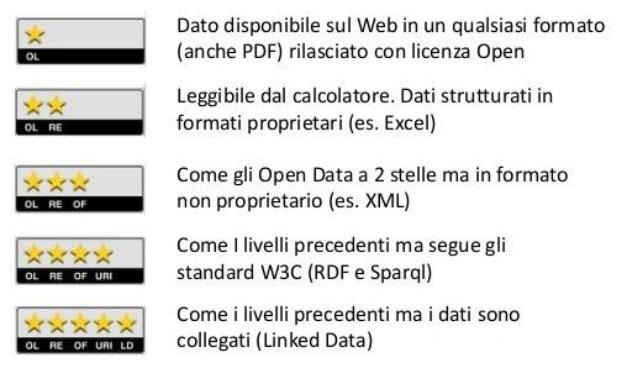 OL
Dato disponibile sul Web in un qualsiasi formato
(anche PDF) rilasciato con licenza Open
OL RE
Leggibile dal calcolatore. Dati strutturati in
formati proprietari (es. Excel)
OL RE OF
Come gli Open Data a 2 stelle ma in formato
non proprietario (es. XML)
OL RE OF URI
Come I livelli precedenti ma segue gli
standard W3C (RDF e Sparql)
OL RE OF URI LD
Come i livelli precedenti ma i dati sono
collegati (Linked Data)